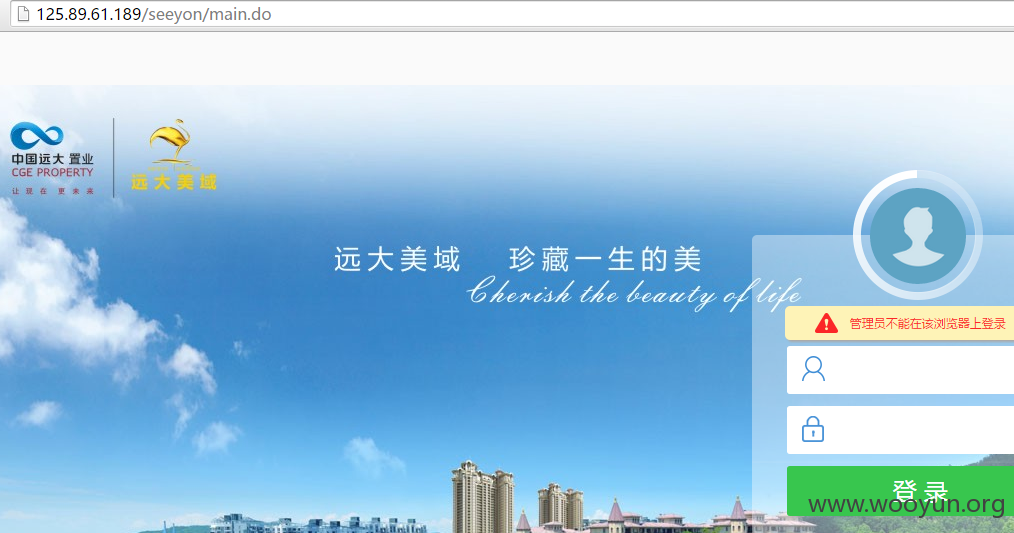 125.89.61.189/seeyon/main.do
中国远大 置业
CGE PROPERTY
让 现 在 更 未 来
远大美域
远大美域 珍藏一生的美
Cherish the beauty of life
管理员不能在该浏览器上登录
登 录
www.wooyun.org